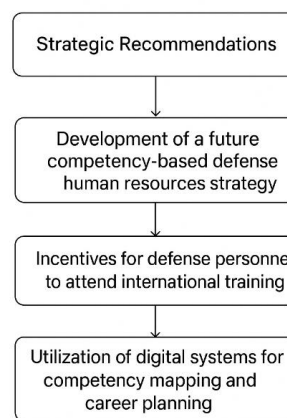 Strategic Recommendations
Development of a future
competency-based defense
human resources strategy
Incentives for defense personne
to attend international training
Utilization of digital systems for
competency mapping and
career planning